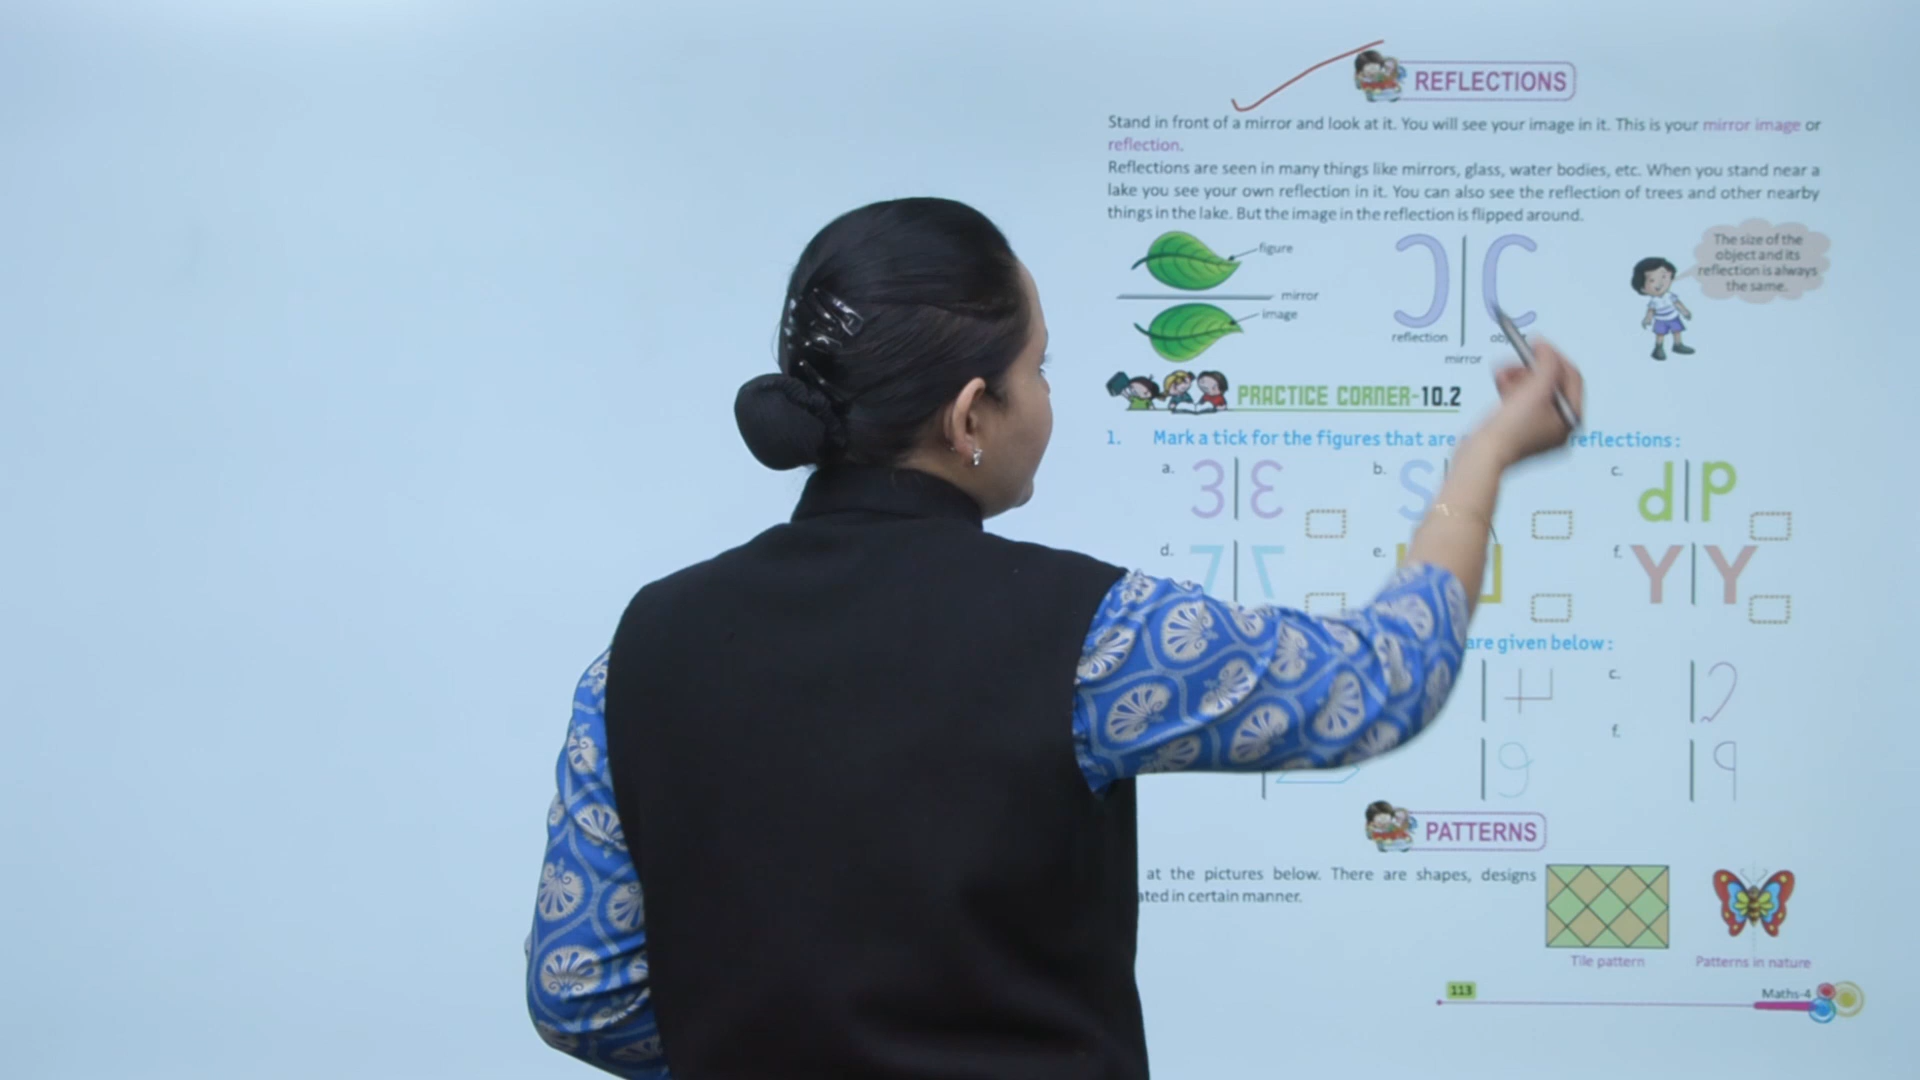 REFLECTIONS
Stand in front of a mirror and look at it. You will see your image in it. This is your mirror image or
reflection.
Reflections are seen in many things like mirrors, glass, water bodies, etc. When you stand near a
lake you see your own reflection in it. You can also see the reflection of trees and other nearby
things in the lake. But the image in the reflection is flipped around.
figure
mirror
image
reflection
mirror
The size of the
object and its
reflection is always
the same.
PRACTICE CORNER-10.2
1. Mark a tick for the figures that are reflections:
a.
b.
c.
d.
e.
f. Y Y
are given below:
c.
f.
PATTERNS
at the pictures below. There are shapes, designs
in certain manner.
Tile pattern
Patterns in nature
113
Maths-4